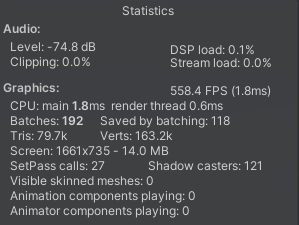 Statistics
Audio:
Level: -74.8 dB DSP load: 0.1%
Clipping: 0.0% Stream load: 0.0%
Graphics: 558.4 FPS (1.8ms)
CPU: main 1.8ms render thread 0.6ms
Batches: 192 Saved by batching: 118
Tris: 79.7k Verts: 163.2k
Screen: 1661x735 - 14.0 MB
SetPass calls: 27 Shadow casters: 121
Visible skinned meshes: 0
Animation components playing: 0
Animator components playing: 0